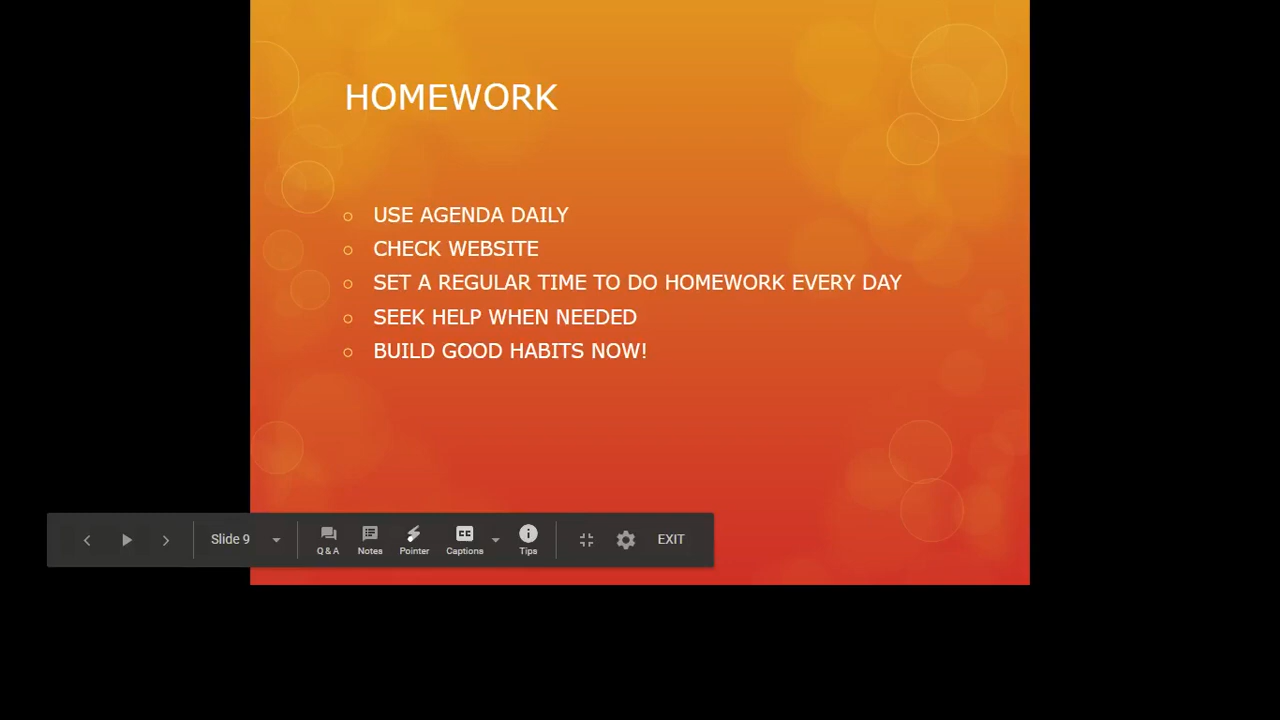 HOMEWORK
USE AGENDA DAILY
CHECK WEBSITE
SET A REGULAR TIME TO DO HOMEWORK EVERY DAY
SEEK HELP WHEN NEEDED
BUILD GOOD HABITS NOW!
Slide 9
Q & A
Notes
Pointer
Captions
CC
Tips
EXIT